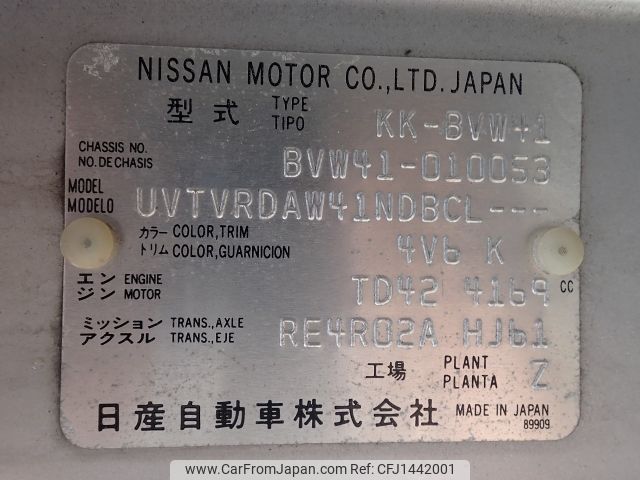 NISSAN MOTOR CO.,LTD. JAPAN
型式 TYPE TIPO KK-BVW41
CHASSIS NO. NO. DE CHASIS BVW41-010053
MODEL MODELO UVTVRDAW41NDBCL---
カラー COLOR,TRIM
トリム COLOR,GUARNICION 4V6 K
エンジン ENGINE MOTOR TD42 4169 CC
ミッション TRANS.,AXLE
アクスル TRANS.,EJE RE4R02A HJ61
工場 PLANT PLANTA Z
日産自動車株式会社 MADE IN JAPAN
89909
www.CarFromJapan.com
© CarFromJapan.com - CFJ1442001